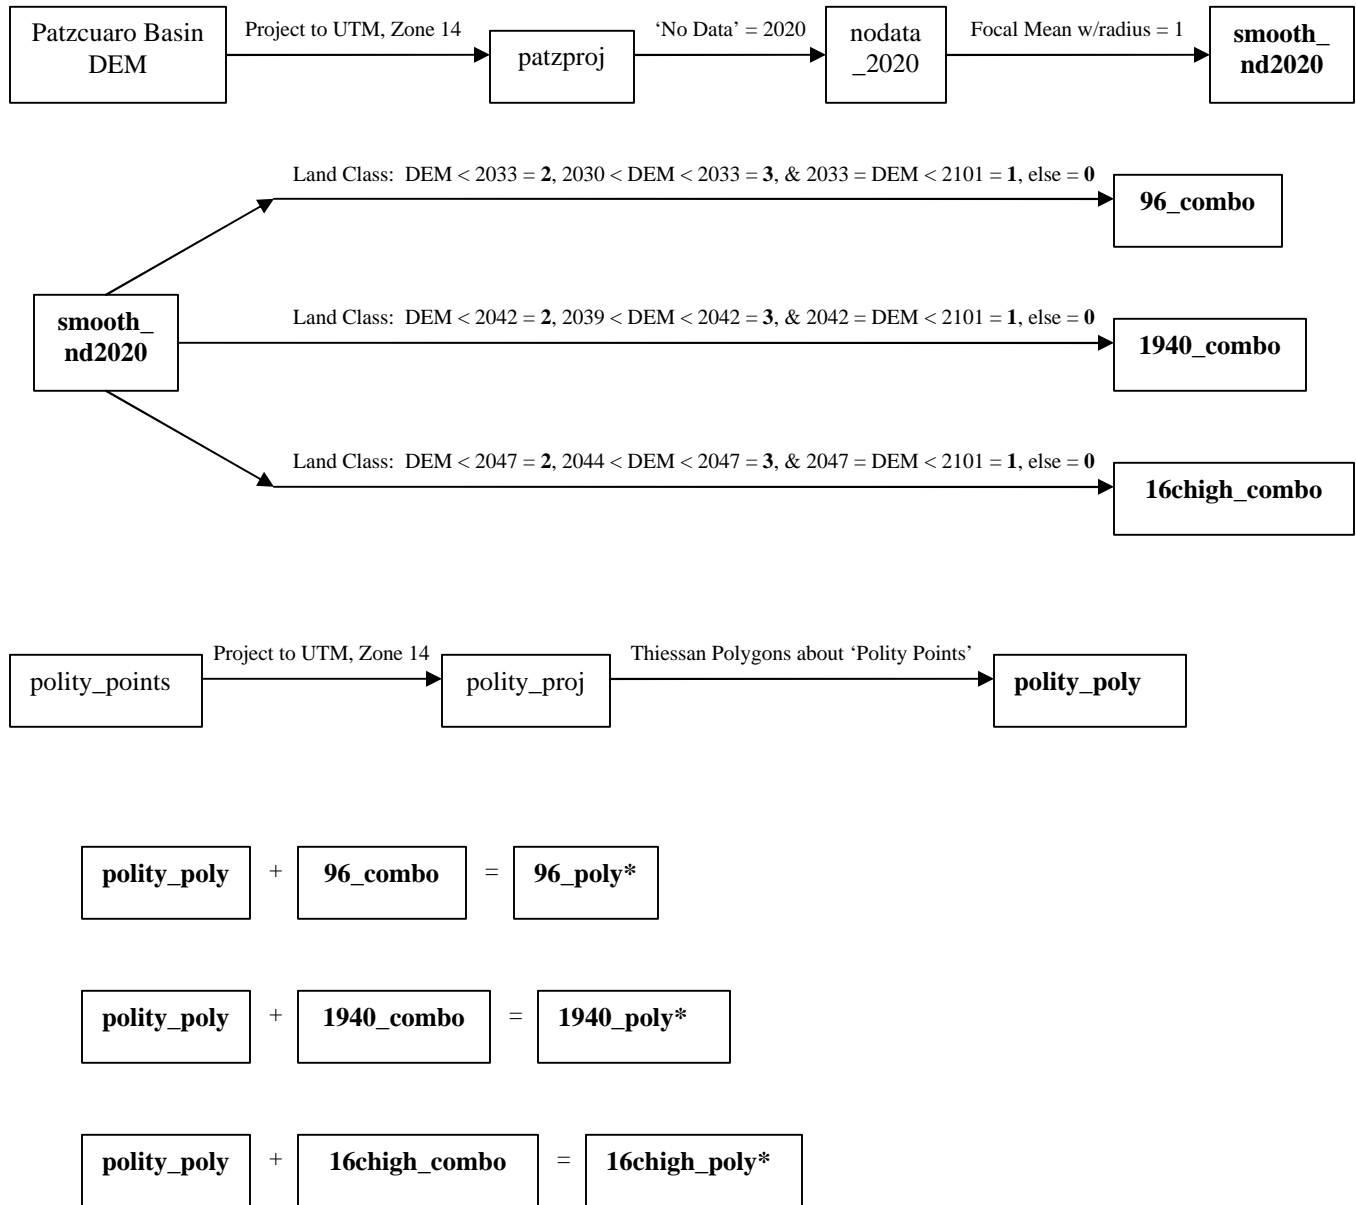 Patzcuaro Basin
DEM
Project to UTM, Zone 14
patzproj
‘No Data’ = 2020
nodata
_2020
Focal Mean w/radius = 1
smooth_
nd2020
Land Class:  DEM < 2033 = 2, 2030 < DEM < 2033 = 3, & 2033 = DEM < 2101 = 1, else = 0
96_combo
smooth_
nd2020
Land Class:  DEM < 2042 = 2, 2039 < DEM < 2042 = 3, & 2042 = DEM < 2101 = 1, else = 0
1940_combo
Land Class:  DEM < 2047 = 2, 2044 < DEM < 2047 = 3, & 2047 = DEM < 2101 = 1, else = 0
16chigh_combo
polity_points
Project to UTM, Zone 14
polity_proj
Thiessan Polygons about ‘Polity Points’
polity_poly
polity_poly + 96_combo = 96_poly*
polity_poly + 1940_combo = 1940_poly*
polity_poly + 16chigh_combo = 16chigh_poly*